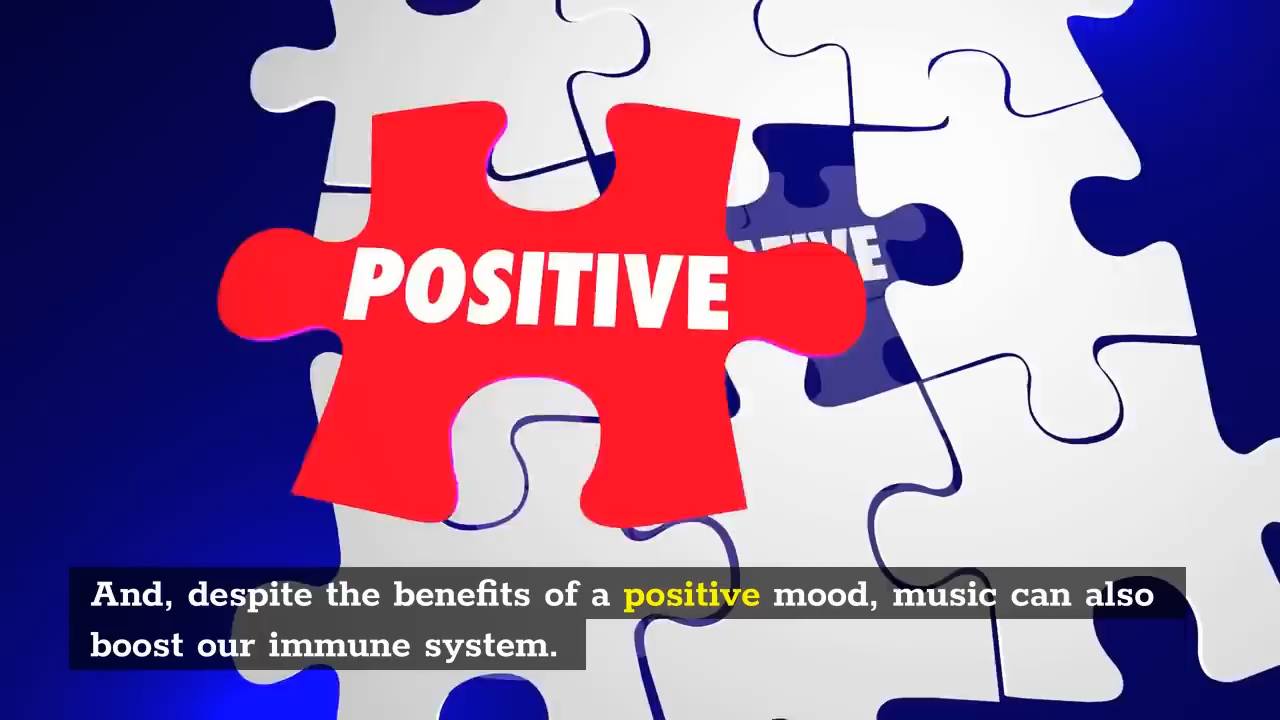 POSITIVE
And, despite the benefits of a positive mood, music can also
boost our immune system.